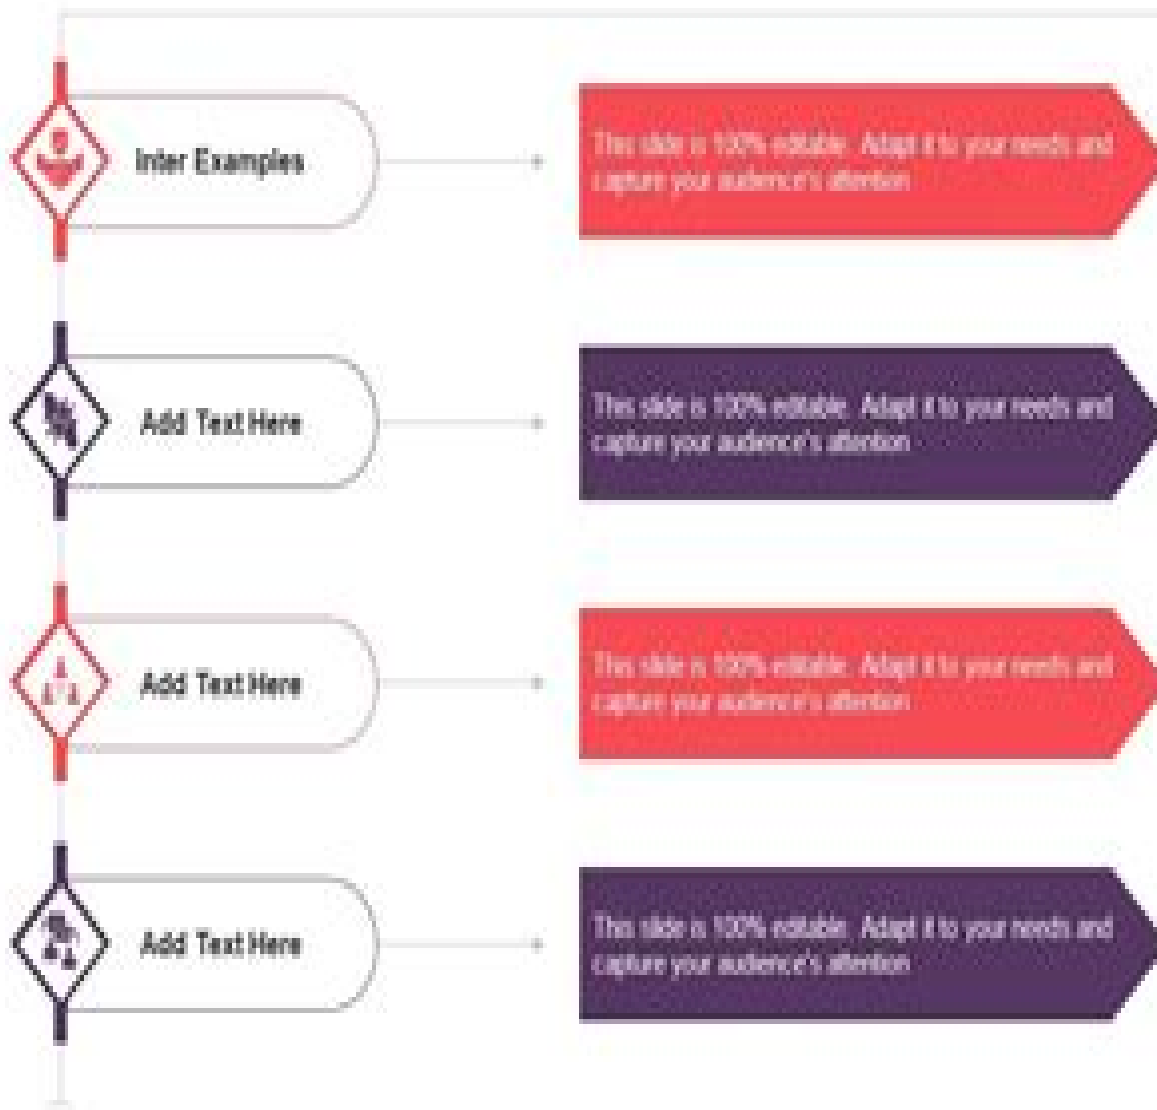 Inter Examples
This slide is 100% editable. Adapt it to your needs and
capture your audience's attention
Add Text Here
This slide is 100% editable. Adapt it to your needs and
capture your audience's attention
Add Text Here
This slide is 100% editable. Adapt it to your needs and
capture your audience's attention
Add Text Here
This slide is 100% editable. Adapt it to your needs and
capture your audience's attention